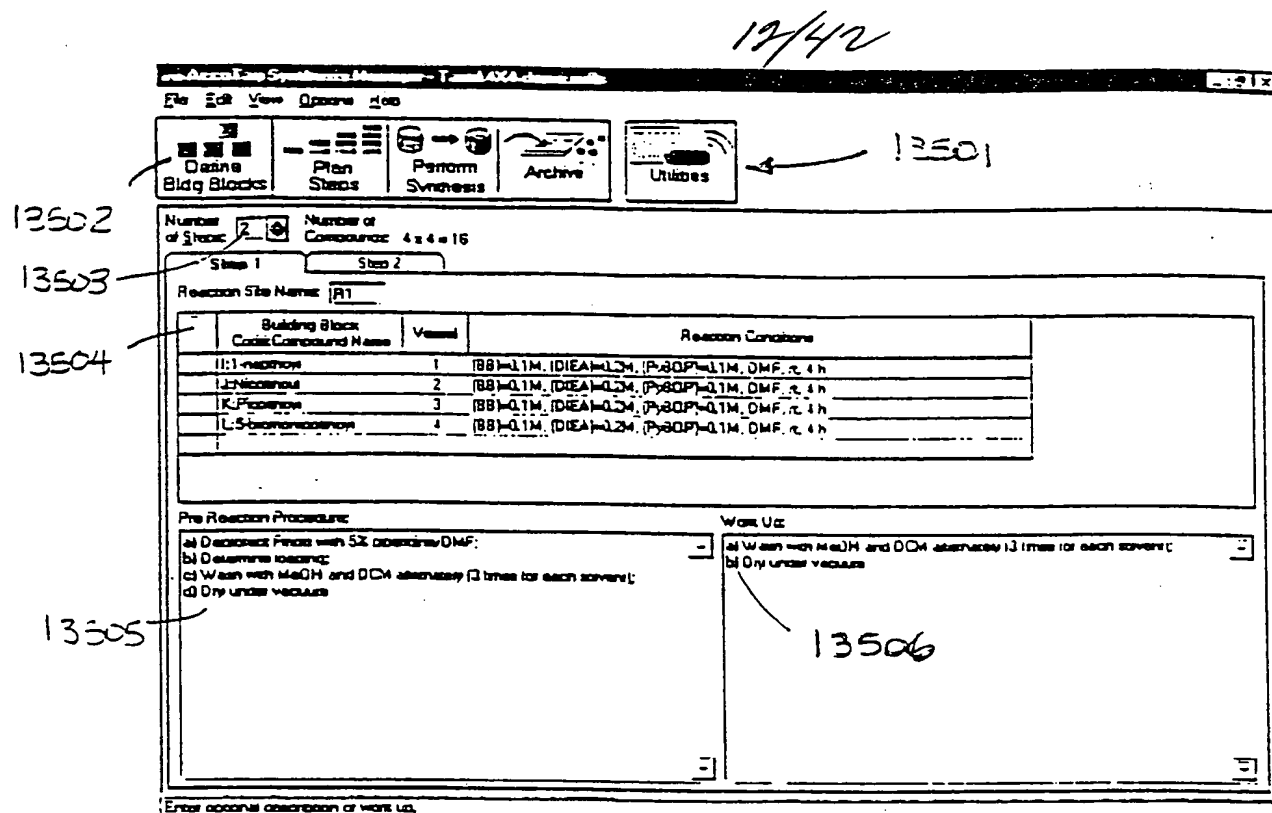 12/42
Synthesis Manager
File Edit View Options Help
Define Bldg Blocks
Plan Steps
Perform Synthesis
Archive
Utilities
13501
13502
Number of Steps: 2
Number of Compounds: 4 x 4 = 16
13503
Step 1 Step 2
Reaction Site Name: R1
13504
Building Block Code:Compound Name Vessel Reaction Conditions
1 [BB]=0.1M, [DIEA]=0.2M, [PyBOP]=0.1M, DMF, rt, 4 h
2 [BB]=0.1M, [DIEA]=0.2M, [PyBOP]=0.1M, DMF, rt, 4 h
3 [BB]=0.1M, [DIEA]=0.2M, [PyBOP]=0.1M, DMF, rt, 4 h
4 [BB]=0.1M, [DIEA]=0.2M, [PyBOP]=0.1M, DMF, rt, 4 h
Pre Reaction Procedure:
a) Deprotect with 5% piperidine/DMF;
b) Determine loading;
c) Wash with MeOH and DCM alternately (3 times for each solvent);
d) Dry under vacuum
13505
Work Up:
a) Wash with MeOH and DCM alternately (3 times for each solvent);
b) Dry under vacuum
13506
Enter optional description of work up.